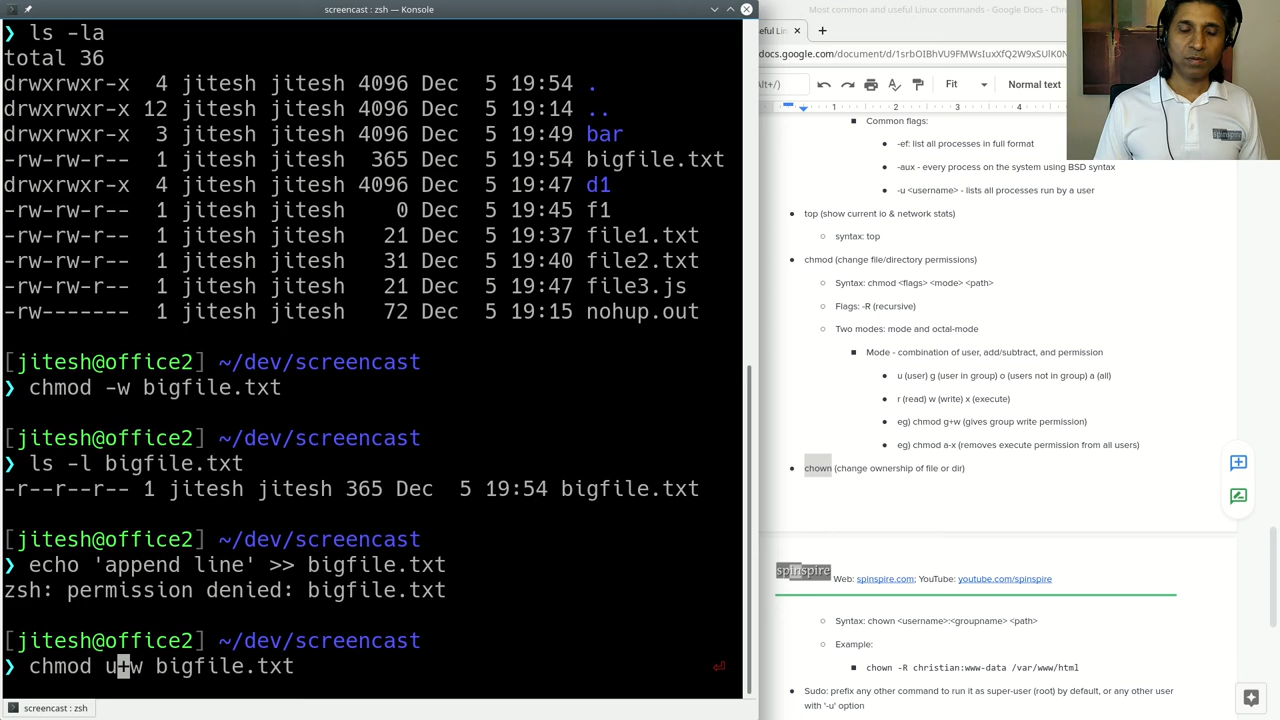 screencast : zsh — Konsole
❯ ls -la
total 36
drwxrwxr-x 4 jitesh jitesh 4096 Dec 5 19:54 .
drwxrwxr-x 12 jitesh jitesh 4096 Dec 5 19:14 ..
drwxrwxr-x 3 jitesh jitesh 4096 Dec 5 19:49 bar
-rw-rw-r-- 1 jitesh jitesh 365 Dec 5 19:54 bigfile.txt
drwxrwxr-x 4 jitesh jitesh 4096 Dec 5 19:47 d1
-rw-rw-r-- 1 jitesh jitesh 0 Dec 5 19:45 f1
-rw-rw-r-- 1 jitesh jitesh 21 Dec 5 19:37 file1.txt
-rw-rw-r-- 1 jitesh jitesh 31 Dec 5 19:40 file2.txt
-rw-rw-r-- 1 jitesh jitesh 21 Dec 5 19:47 file3.js
-rw------- 1 jitesh jitesh 72 Dec 5 19:15 nohup.out
[jitesh@office2] ~/dev/screencast
❯ chmod -w bigfile.txt
[jitesh@office2] ~/dev/screencast
❯ ls -l bigfile.txt
-r--r--r-- 1 jitesh jitesh 365 Dec 5 19:54 bigfile.txt
[jitesh@office2] ~/dev/screencast
❯ echo 'append line' >> bigfile.txt
zsh: permission denied: bigfile.txt
[jitesh@office2] ~/dev/screencast
❯ chmod u+w bigfile.txt
screencast : zsh
Most common and useful Linux commands - Google Docs - Chr
seful Lin
docs.google.com/document/d/
Alt+/)
Fit
Normal text
1 2 3 4
■ Common flags:
● -ef: list all processes in full format
● -aux - every process on the system using BSD syntax
● -u <username> - lists all processes run by a user
● top (show current io & network stats)
○ syntax: top
● chmod (change file/directory permissions)
○ Syntax: chmod <flags> <mode> <path>
○ Flags: -R (recursive)
○ Two modes: mode and octal-mode
■ Mode - combination of user, add/subtract, and permission
● u (user) g (user in group) o (users not in group) a (all)
● r (read) w (write) x (execute)
● eg) chmod g+w (gives group write permission)
● eg) chmod a-x (removes execute permission from all users)
● chown (change ownership of file or dir)
spinspire Web: spinspire.com; YouTube: youtube.com/spinspire
○ Syntax: chown <username>:<groupname> <path>
○ Example:
■ chown -R christian:www-data /var/www/html
● Sudo: prefix any other command to run it as super-user (root) by default, or any other user
with '-u' option
spinspire